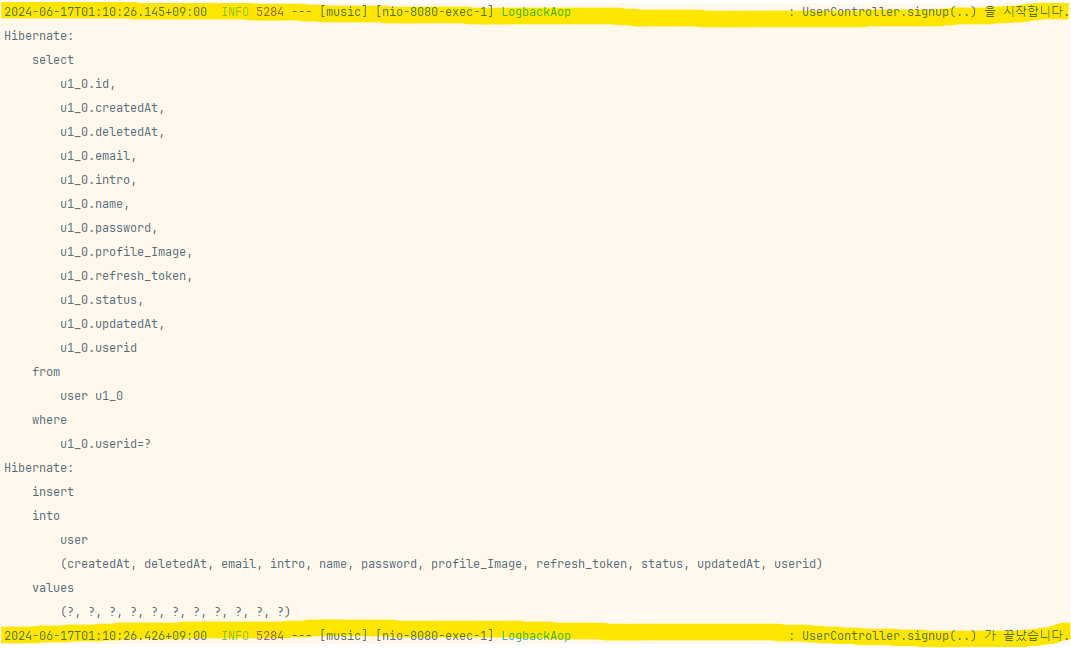 2024-06-17T01:10:26.145+09:00  INFO 5284 --- [music] [nio-8080-exec-1] LogbackAop                               : UserController.signup(..) 을 시작합니다.
Hibernate:
    select
        u1_0.id,
        u1_0.createdAt,
        u1_0.deletedAt,
        u1_0.email,
        u1_0.intro,
        u1_0.name,
        u1_0.password,
        u1_0.profile_Image,
        u1_0.refresh_token,
        u1_0.status,
        u1_0.updatedAt,
        u1_0.userid
    from
        user u1_0
    where
        u1_0.userid=?
Hibernate:
    insert
    into
        user
        (createdAt, deletedAt, email, intro, name, password, profile_Image, refresh_token, status, updatedAt, userid)
    values
        (?, ?, ?, ?, ?, ?, ?, ?, ?, ?, ?)
2024-06-17T01:10:26.426+09:00  INFO 5284 --- [music] [nio-8080-exec-1] LogbackAop                               : UserController.signup(..) 가 끝났습니다.